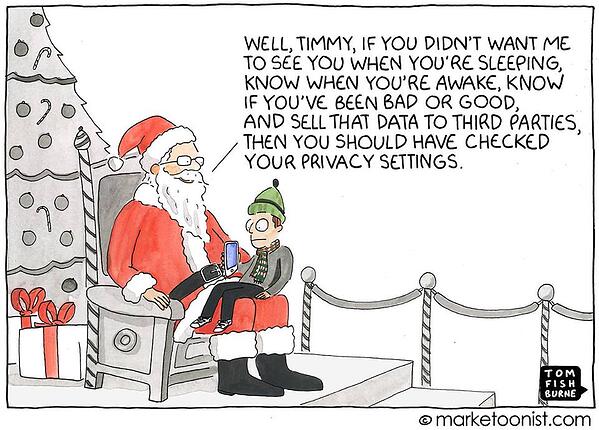 WELL, TIMMY, IF YOU DIDN'T WANT ME
TO SEE YOU WHEN YOU'RE SLEEPING,
KNOW WHEN YOU'RE AWAKE, KNOW
IF YOU'VE BEEN BAD OR GOOD,
AND SELL THAT DATA TO THIRD PARTIES,
THEN YOU SHOULD HAVE CHECKED
YOUR PRIVACY SETTINGS.
TOM
FISH
BURNE
© marketoonist.com